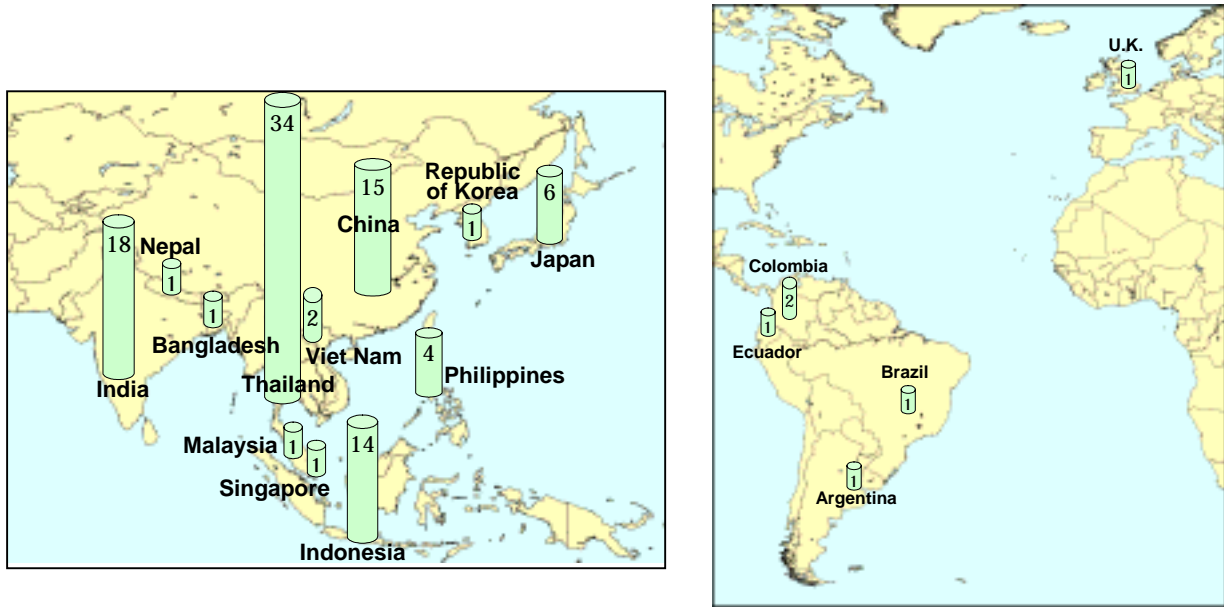 34
15
China
Republic
of Korea
1
6
Japan
18
India
Nepal
1
1
Bangladesh
2
Viet Nam
Thailand
4
Philippines
Malaysia
1
1
Singapore
14
Indonesia
U.K.
1
Colombia
2
1
Ecuador
Brazil
1
1
Argentina